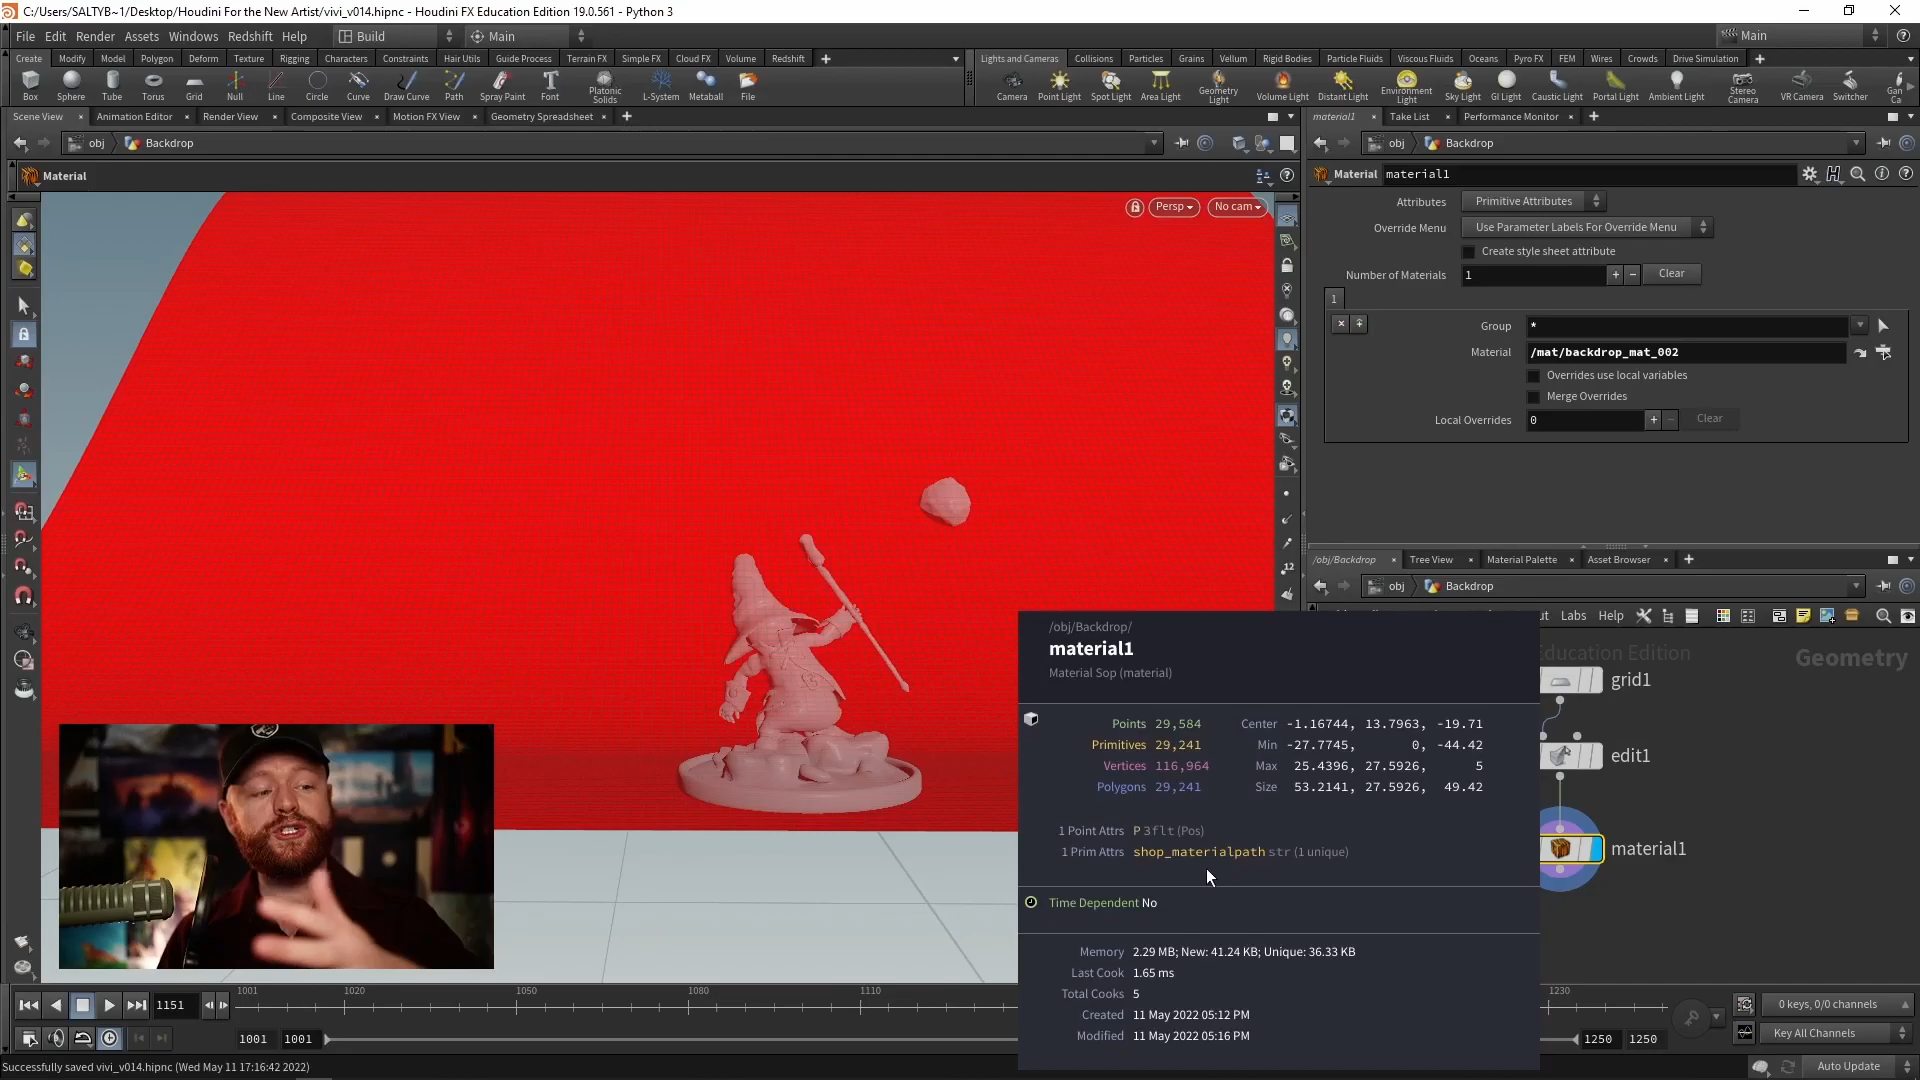 C:/Users/SALTYB~1/Desktop/Houdini For the New Artist/vivi_v014.hipnc - Houdini FX Education Edition 19.0.561 - Python 3
File Edit Render Assets Windows Redshift Help Build Main Main
Create Modify Model Polygon Deform Texture Rigging Characters Constraints Hair Utils Guide Process Terrain FX Simple FX Cloud FX Volume Redshift
Lights and Cameras Collisions Particles Grains Vellum Rigid Bodies Particle Fluids Viscous Fluids Oceans Pyro FX FEM Wires Crowds Drive Simulation
Box Sphere Tube Torus Grid Null Line Circle Curve Draw Curve Path Spray Paint Font Platonic Solids L-System Metaball File
Camera Point Light Spot Light Area Light Geometry Light Volume Light Distant Light Environment Light Sky Light GI Light Caustic Light Portal Light Ambient Light Stereo Camera VR Camera Switcher Gan Ca
Scene View Animation Editor Render View Composite View Motion FX View Geometry Spreadsheet
material1 Take List Performance Monitor
obj Backdrop
obj Backdrop
Material
Material material1
Persp No cam
Attributes Primitive Attributes
Override Menu Use Parameter Labels For Override Menu
Create style sheet attribute
Number of Materials 1 Clear
1
Group *
Material /mat/backdrop_mat_002
Overrides use local variables
Merge Overrides
Local Overrides 0 Clear
/obj/Backdrop Tree View Material Palette Asset Browser
obj Backdrop
ut Labs Help
12
Education Edition
Geometry
grid1
edit1
material1
/obj/Backdrop/
material1
Material Sop (material)
Points 29,584 Center -1.16744, 13.7963, -19.71
Primitives 29,241 Min -27.7745, 0, -44.42
Vertices 116,964 Max 25.4396, 27.5926, 5
Polygons 29,241 Size 53.2141, 27.5926, 49.42
1 Point Attrs P 3flt (Pos)
1 Prim Attrs shop_materialpath str (1 unique)
Time Dependent No
Memory 2.29 MB; New: 41.24 KB; Unique: 36.33 KB
Last Cook 1.65 ms
Total Cooks 5
Created 11 May 2022 05:12 PM
Modified 11 May 2022 05:16 PM
1151 1001 1020 1050 1080 1110 1230
0 keys, 0/0 channels
1001 1001 1250 1250
Key All Channels
Successfully saved vivi_v014.hipnc (Wed May 11 17:16:42 2022)
Auto Update